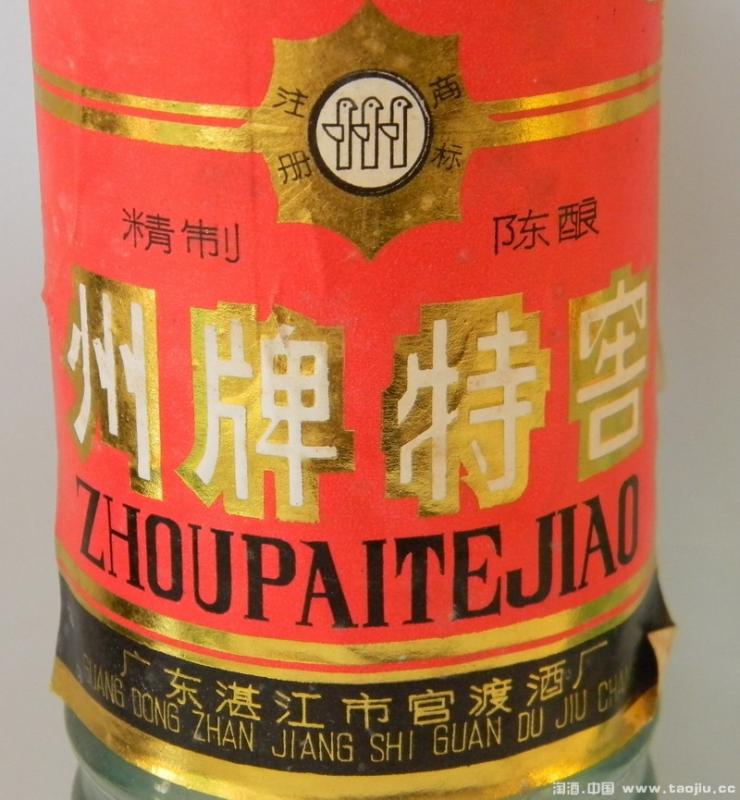 注册 商标
精制 陈酿
州牌特窖
ZHOUPAITEJIAO
广东湛江市官渡酒厂
GUANG DONG ZHAN JIANG SHI GUAN DU JIU CHANG
淘酒.中国 www.taojiu.cc